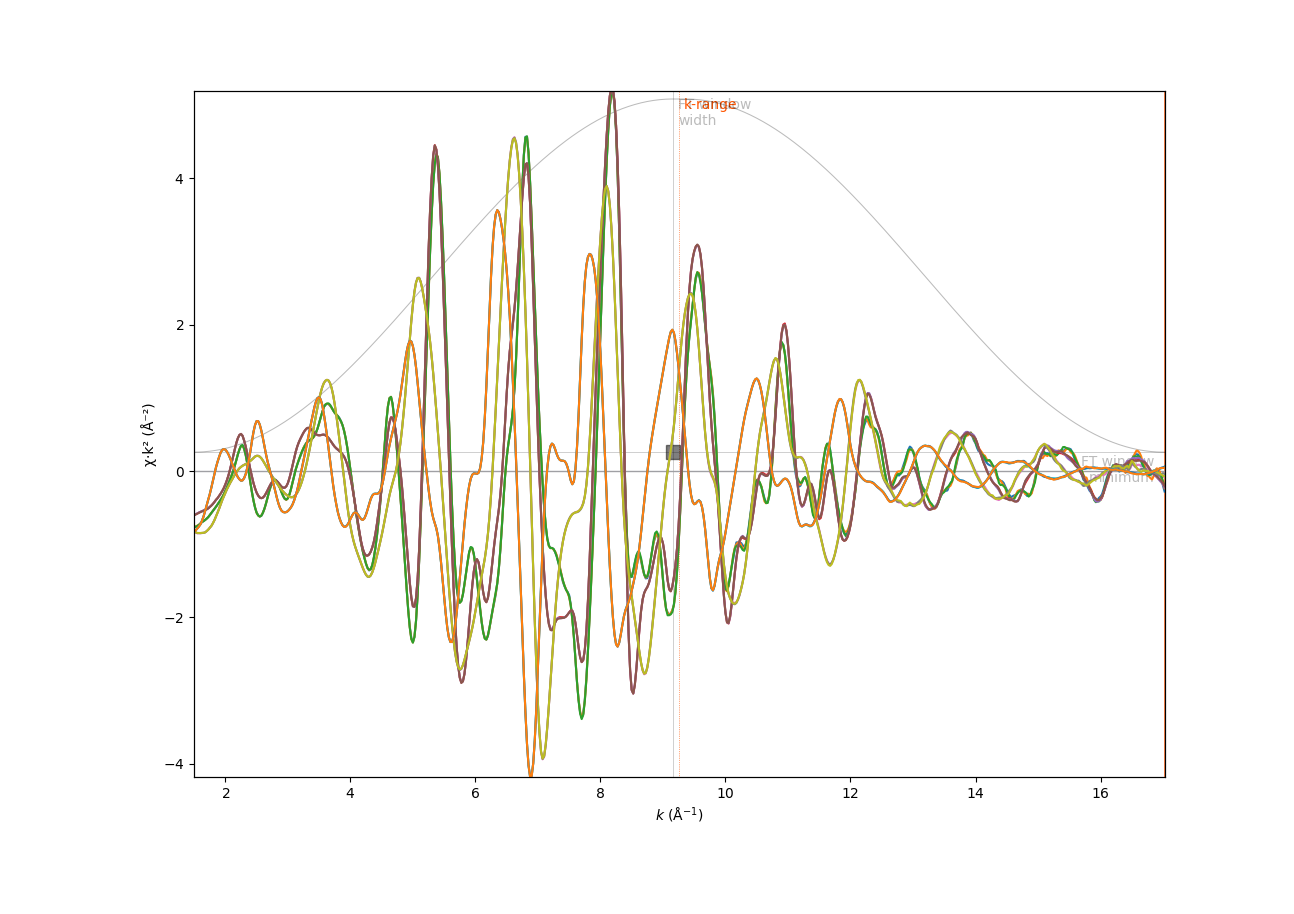 k-range
width
4
2
0
−2
−4
χ·k² (Å⁻²)
FT window
minimum
2 4 6 8 10 12 14 16
k (Å⁻¹)